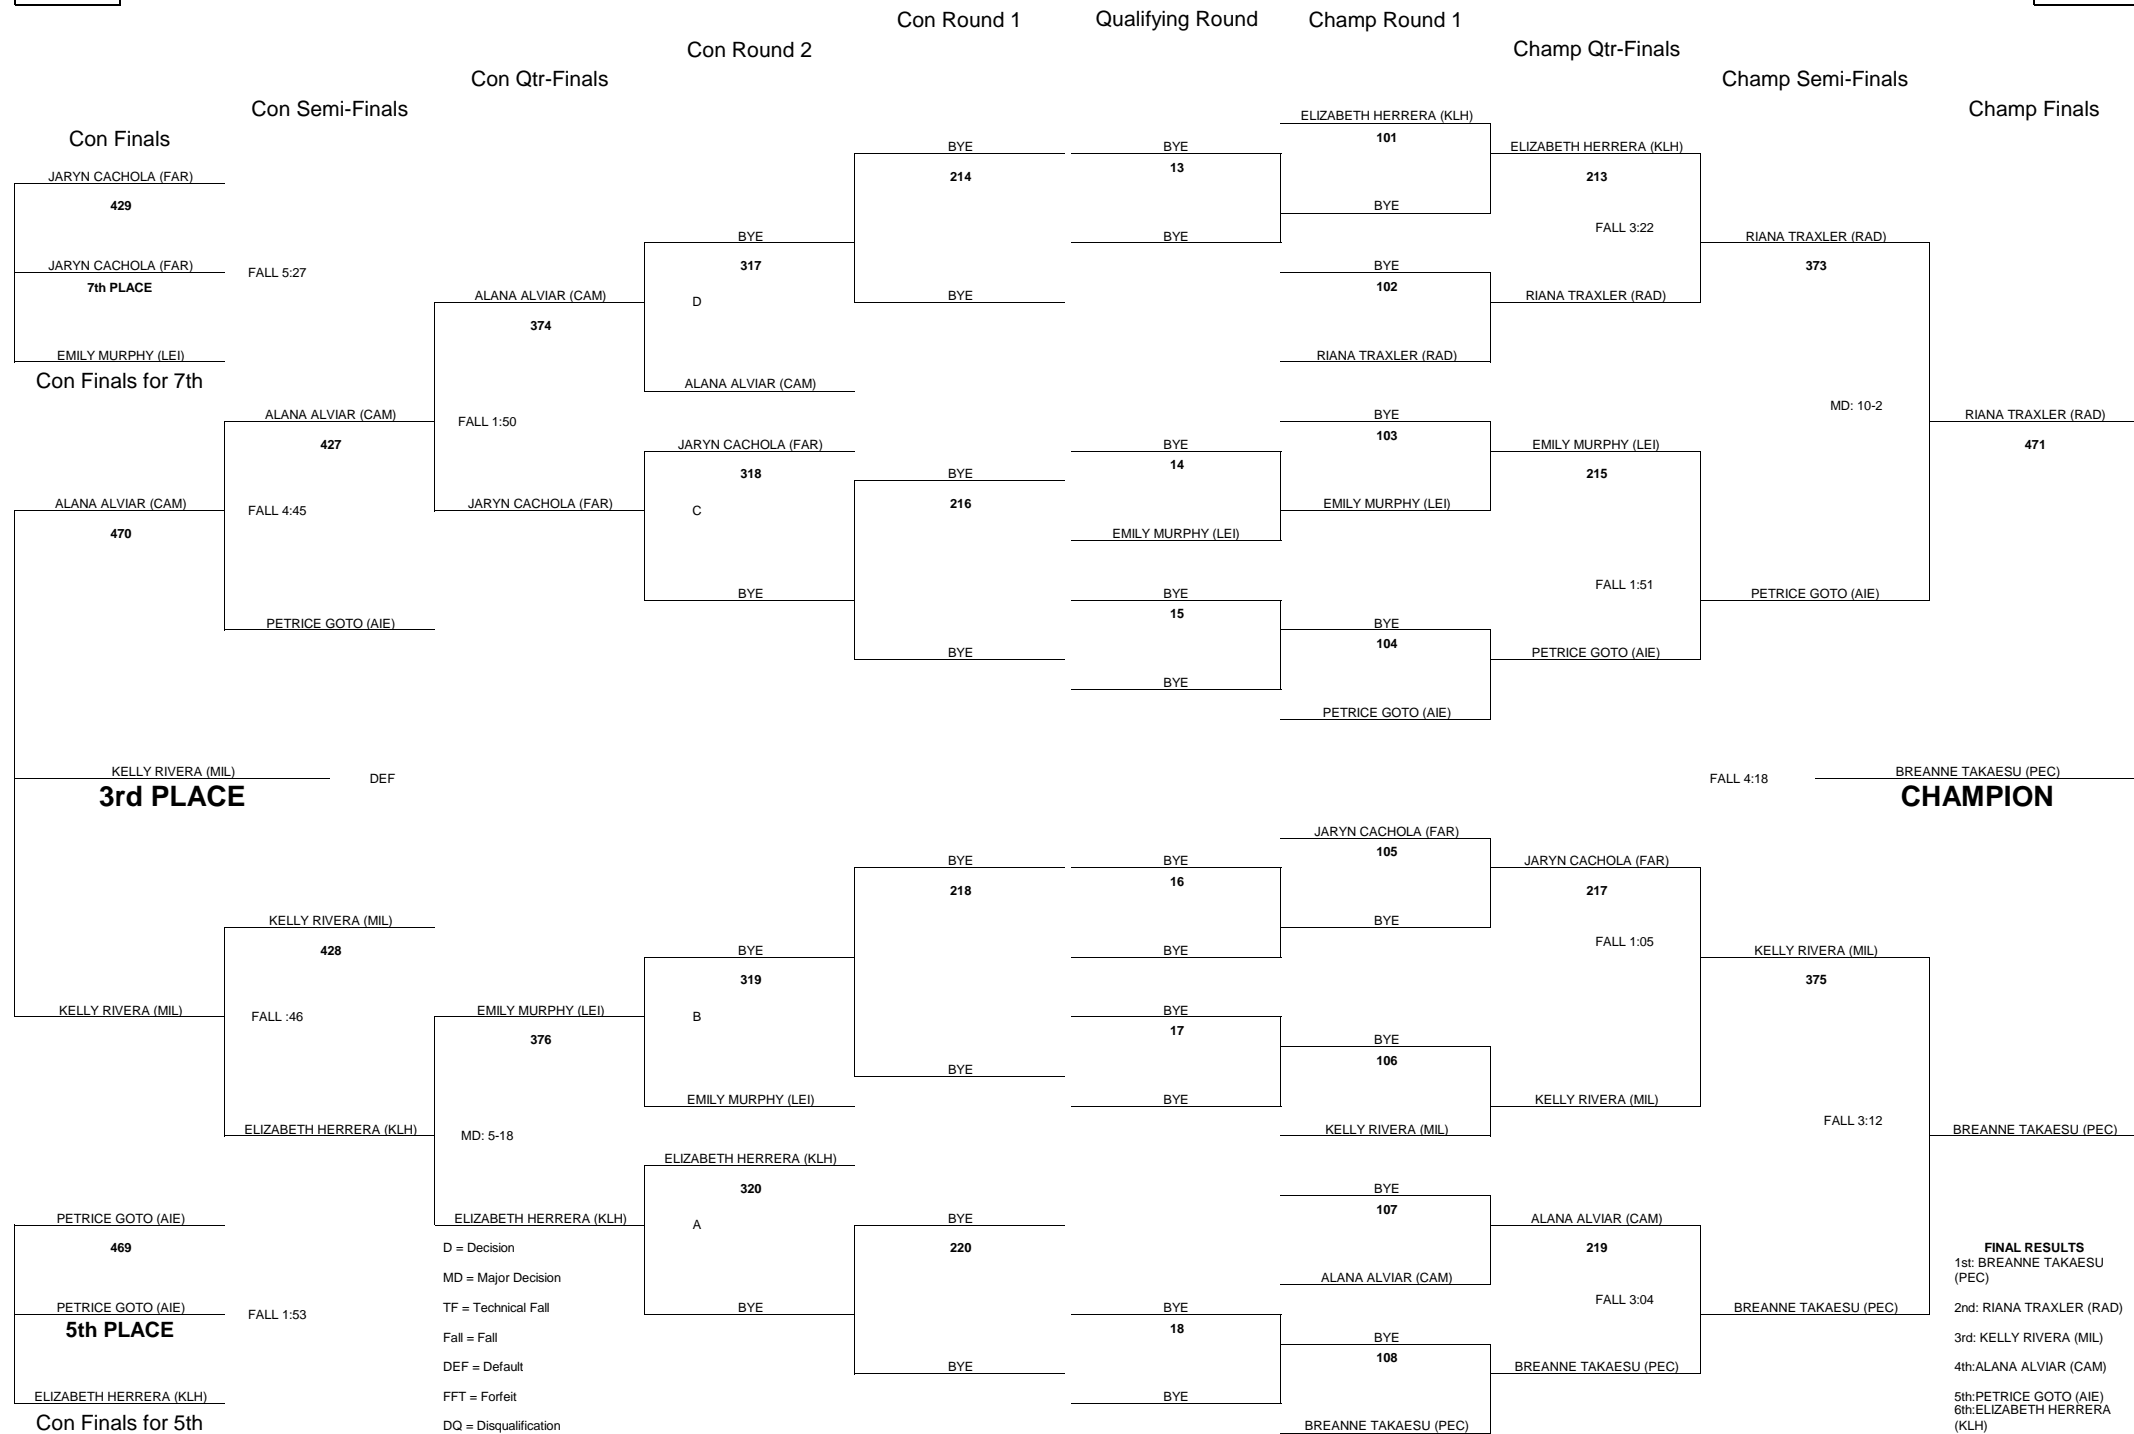 Con Round 1 Qualifying Round Champ Round 1
Con Round 2 Champ Qtr-Finals
Con Qtr-Finals Champ Semi-Finals
Con Semi-Finals Champ Finals
ELIZABETH HERRERA (KLH)
Con Finals 101
BYE BYE ELIZABETH HERRERA (KLH)
JARYN CACHOLA (FAR) 214 13 213
429 BYE
FALL 3:22
BYE BYE RIANA TRAXLER (RAD)
JARYN CACHOLA (FAR) FALL 5:27 317 BYE 373
7th PLACE 102
ALANA ALVIAR (CAM) D BYE RIANA TRAXLER (RAD)
374
EMILY MURPHY (LEI) RIANA TRAXLER (RAD)
Con Finals for 7th ALANA ALVIAR (CAM)
MD: 10-2
ALANA ALVIAR (CAM) FALL 1:50 BYE RIANA TRAXLER (RAD)
427 JARYN CACHOLA (FAR) BYE 103 EMILY MURPHY (LEI) 471
318 BYE 14 215
ALANA ALVIAR (CAM) FALL 4:45 JARYN CACHOLA (FAR) C 216 EMILY MURPHY (LEI)
470 EMILY MURPHY (LEI)
FALL 1:51
BYE BYE PETRICE GOTO (AIE)
PETRICE GOTO (AIE) 15 BYE
104
BYE PETRICE GOTO (AIE)
BYE
PETRICE GOTO (AIE)
KELLY RIVERA (MIL) DEF FALL 4:18 BREANNE TAKAESU (PEC)
3rd PLACE CHAMPION
JARYN CACHOLA (FAR)
105
BYE BYE JARYN CACHOLA (FAR)
218 16 217
KELLY RIVERA (MIL) BYE
428 BYE BYE FALL 1:05 KELLY RIVERA (MIL)
319 375
KELLY RIVERA (MIL) FALL :46 EMILY MURPHY (LEI) B BYE
376 17 BYE
106
BYE
EMILY MURPHY (LEI) BYE KELLY RIVERA (MIL)
ELIZABETH HERRERA (KLH) MD: 5-18 KELLY RIVERA (MIL) FALL 3:12 BREANNE TAKAESU (PEC)
ELIZABETH HERRERA (KLH)
320 BYE
107
PETRICE GOTO (AIE) ELIZABETH HERRERA (KLH) A BYE ALANA ALVIAR (CAM)
469 D = Decision 220 219 FINAL RESULTS
1st: BREANNE TAKAESU
(PEC)
MD = Major Decision ALANA ALVIAR (CAM)
FALL 3:04
PETRICE GOTO (AIE) FALL 1:53 TF = Technical Fall BYE BYE BREANNE TAKAESU (PEC) 2nd: RIANA TRAXLER (RAD)
5th PLACE 18
Fall = Fall BYE 3rd: KELLY RIVERA (MIL)
108
DEF = Default BYE BREANNE TAKAESU (PEC) 4th:ALANA ALVIAR (CAM)
ELIZABETH HERRERA (KLH) FFT = Forfeit BYE 5th:PETRICE GOTO (AIE)
6th:ELIZABETH HERRERA
Con Finals for 5th DQ = Disqualification BREANNE TAKAESU (PEC) (KLH)